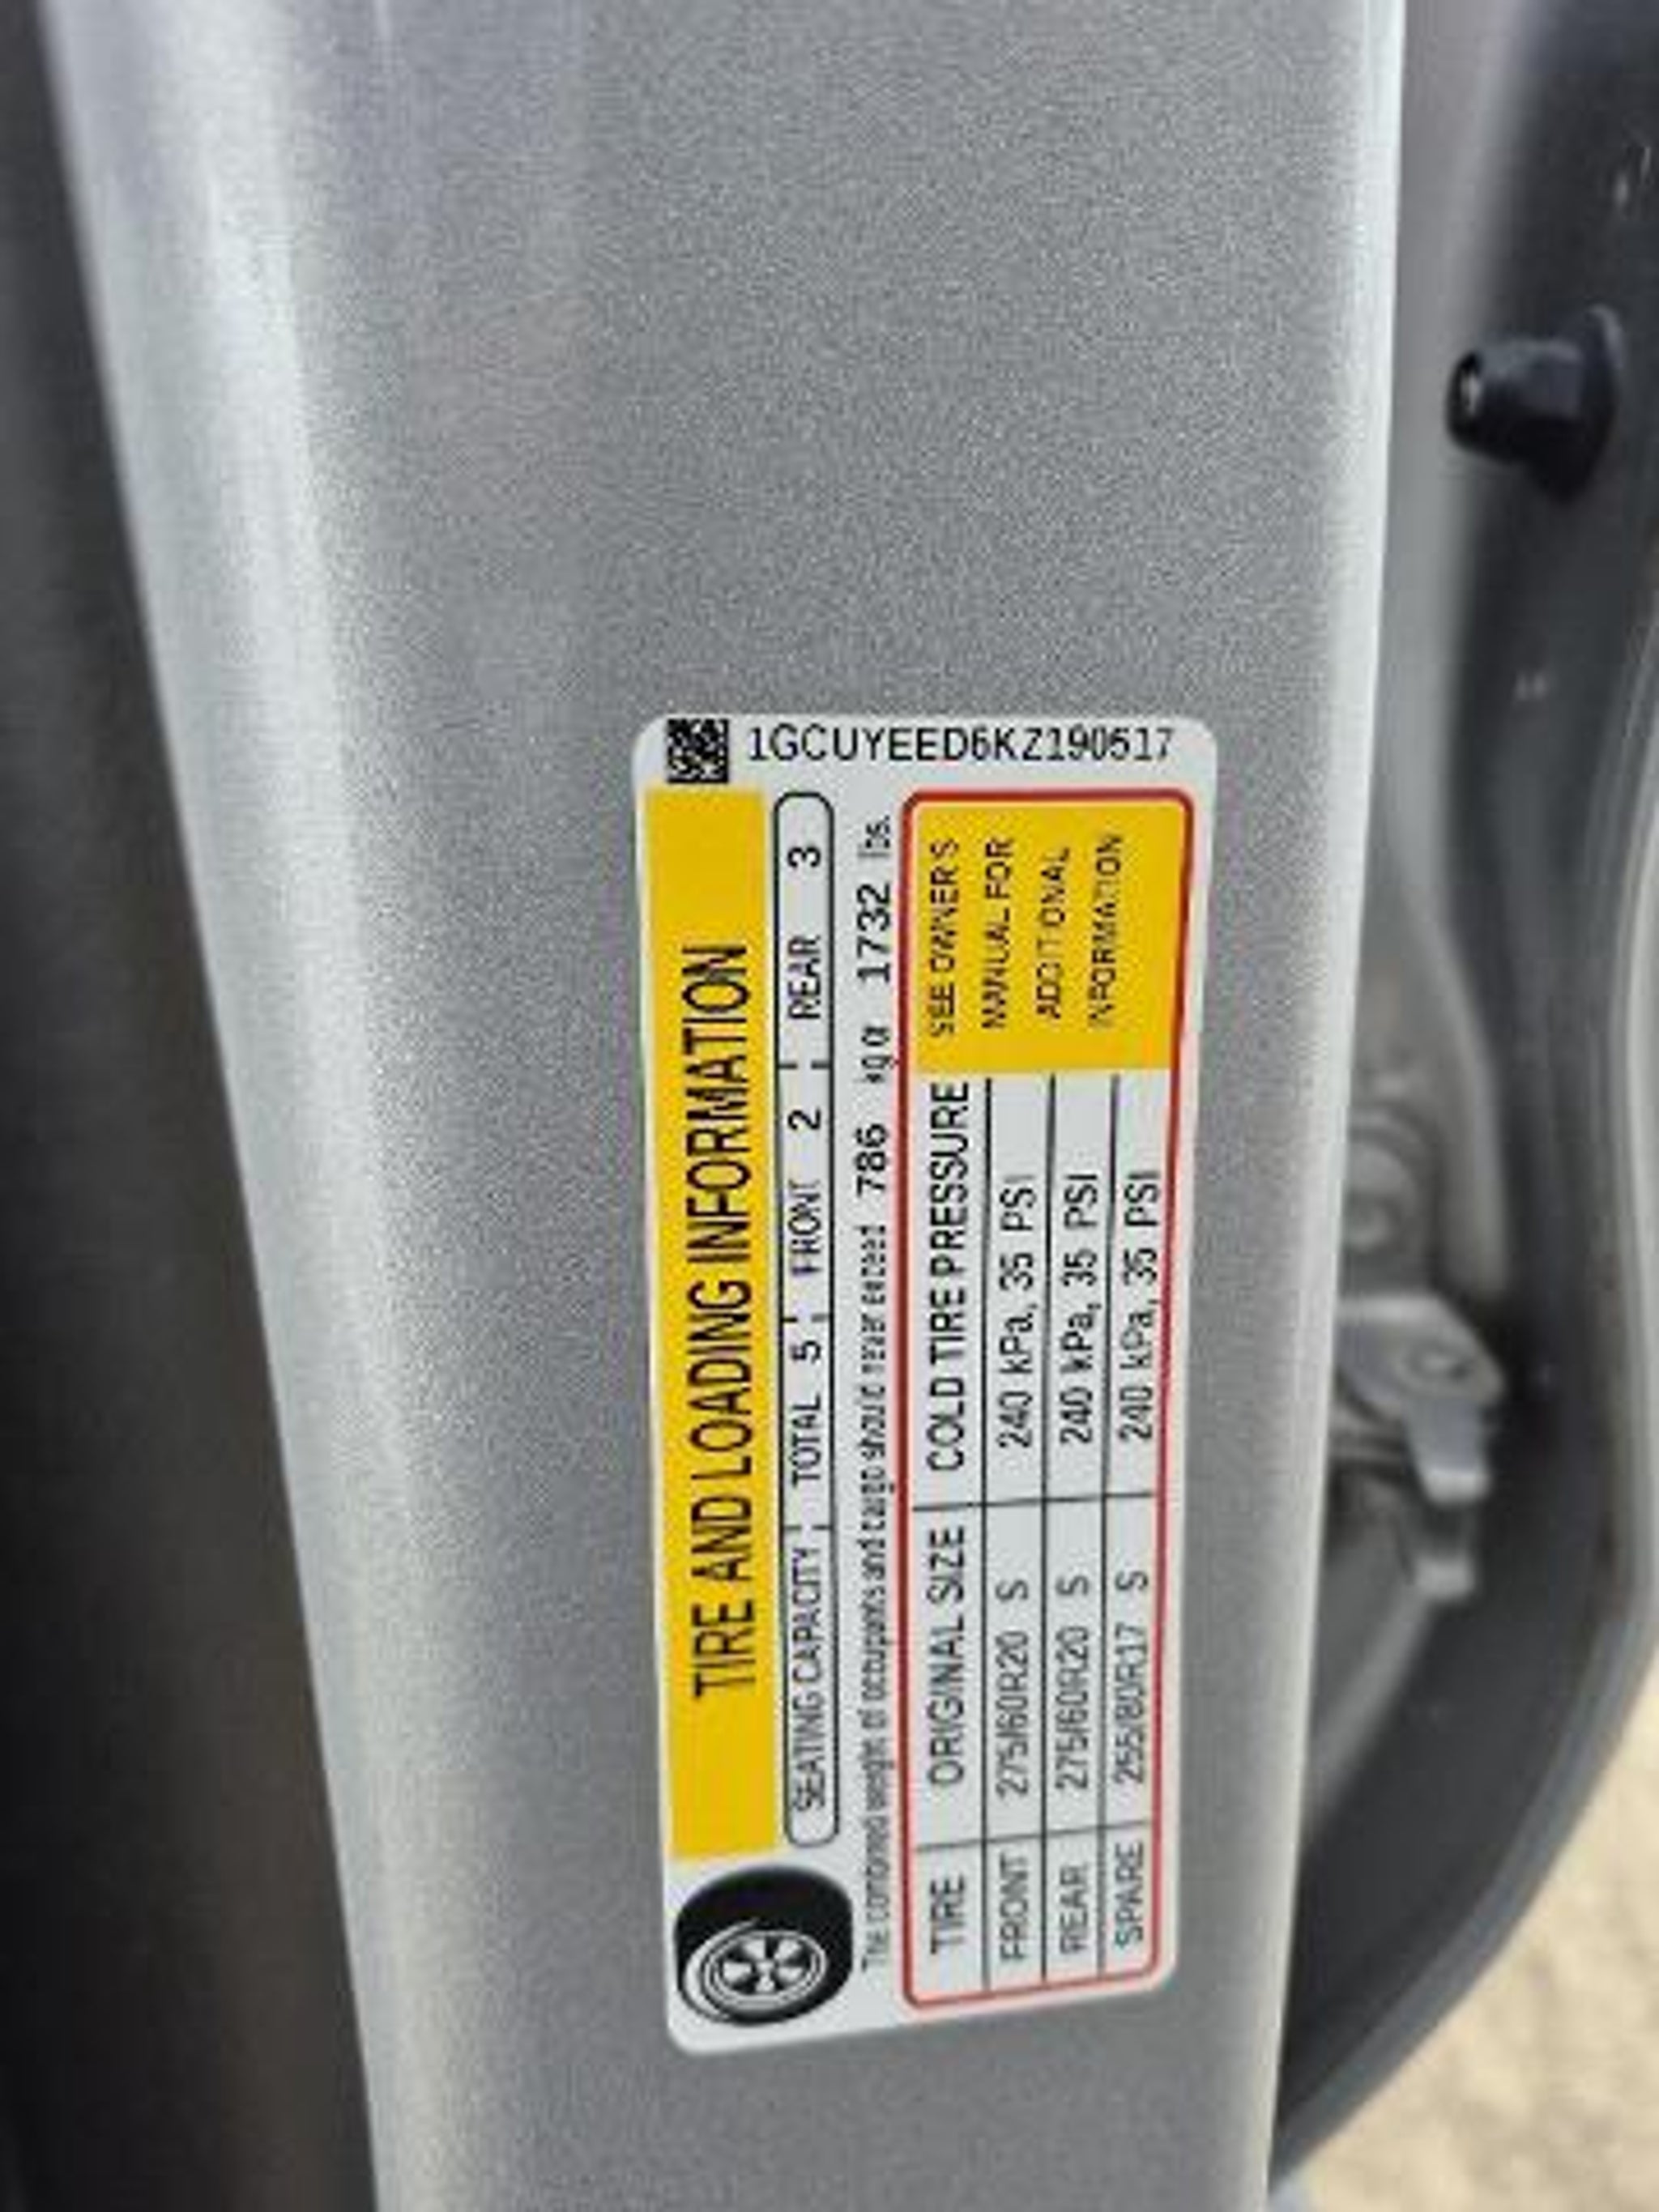 1GCUYEED6KZ190517
TIRE AND LOADING INFORMATION
SEATING CAPACITY TOTAL 5 FRONT 2 REAR 3
The combined weight of occupants and cargo should never exceed 786 kg or 1732 lbs.
TIRE ORIGINAL SIZE COLD TIRE PRESSURE
FRONT 275/60R20 S 240 kPa, 35 PSI
REAR 275/60R20 S 240 kPa, 35 PSI
SPARE 255/80R17 S 240 kPa, 35 PSI
SEE OWNER'S
MANUAL FOR
ADDITIONAL
INFORMATION